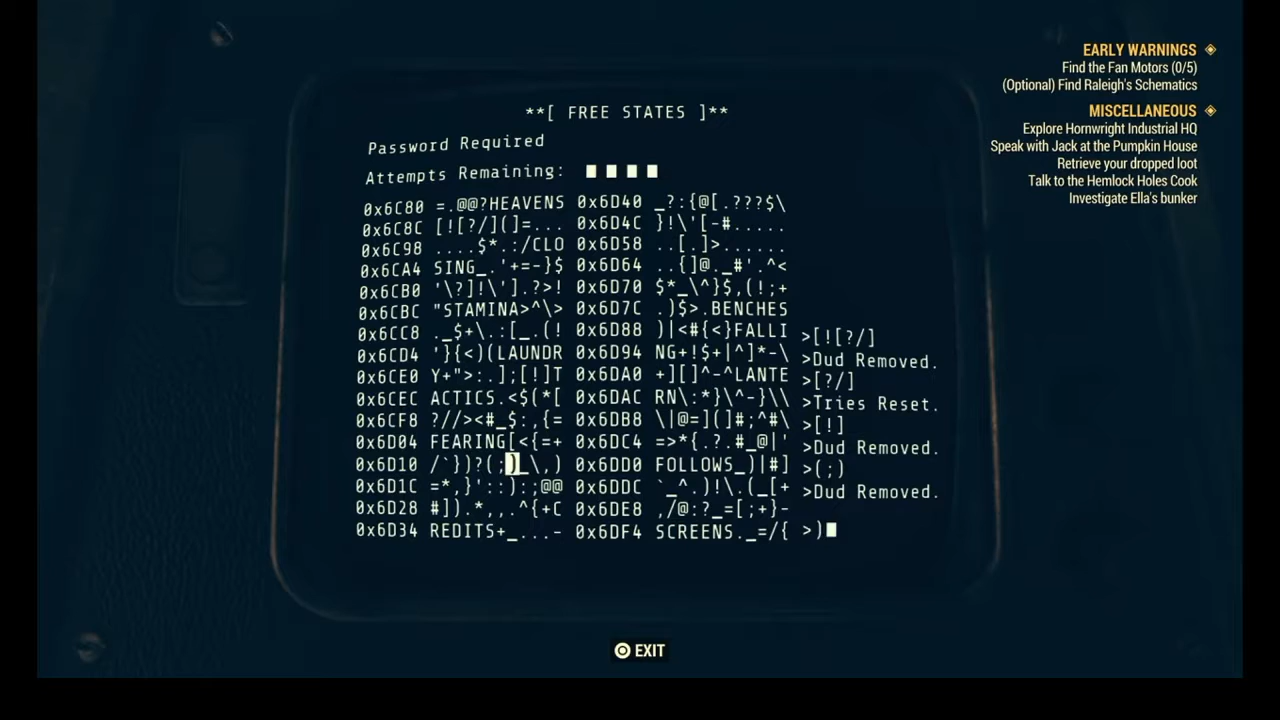 EARLY WARNINGS
Find the Fan Motors (0/5)
(Optional) Find Raleigh's Schematics
MISCELLANEOUS
Explore Hornwright Industrial HQ
Speak with Jack at the Pumpkin House
Retrieve your dropped loot
Talk to the Hemlock Holes Cook
Investigate Ella's bunker
**[ FREE STATES ]**
Password Required
Attempts Remaining: ■ ■ ■ ■
0x6C80 =.@@?HEAVENS 0x6D40 _?:{@[.???$\
0x6C8C [![?/](]=... 0x6D4C }!\'[-#.....
0x6C98 ....$*.:/CLO 0x6D58 ..[.]>......
0x6CA4 SING_.'+=-}$ 0x6D64 ..{]@._#'.^<
0x6CB0 '\?]!\'].?>! 0x6D70 $*_\^}$,(!;+
0x6CBC "STAMINA>^\> 0x6D7C .)$>.BENCHES
0x6CC8 ._$+\.:[_.(! 0x6D88 )|<#{<}FALLI >[![?/]
0x6CD4 '}{<)(LAUNDR 0x6D94 NG+!$+|^]*-\ >Dud Removed.
0x6CE0 Y+">:.];[!]T 0x6DA0 +][]^-^LANTE >[?/]
0x6CEC ACTICS.<$(*[ 0x6DAC RN\:*}\^-}\\ >Tries Reset.
0x6CF8 ?//><#_$:,{= 0x6DB8 \|@=](]#;^#\ >[!]
0x6D04 FEARING[<{=+ 0x6DC4 =>*{.?.#_@|' >Dud Removed.
0x6D10 /`})?(;)_\,) 0x6DD0 FOLLOWS_)|#] >(;)
0x6D1C =*,}'::):;@@ 0x6DDC `_^.)!\.(_[+ >Dud Removed.
0x6D28 #]).*,,.^{+C 0x6DE8 ,/@:?_=[;+}-
0x6D34 REDITS+_...- 0x6DF4 SCREENS._=/{ >)■
EXIT